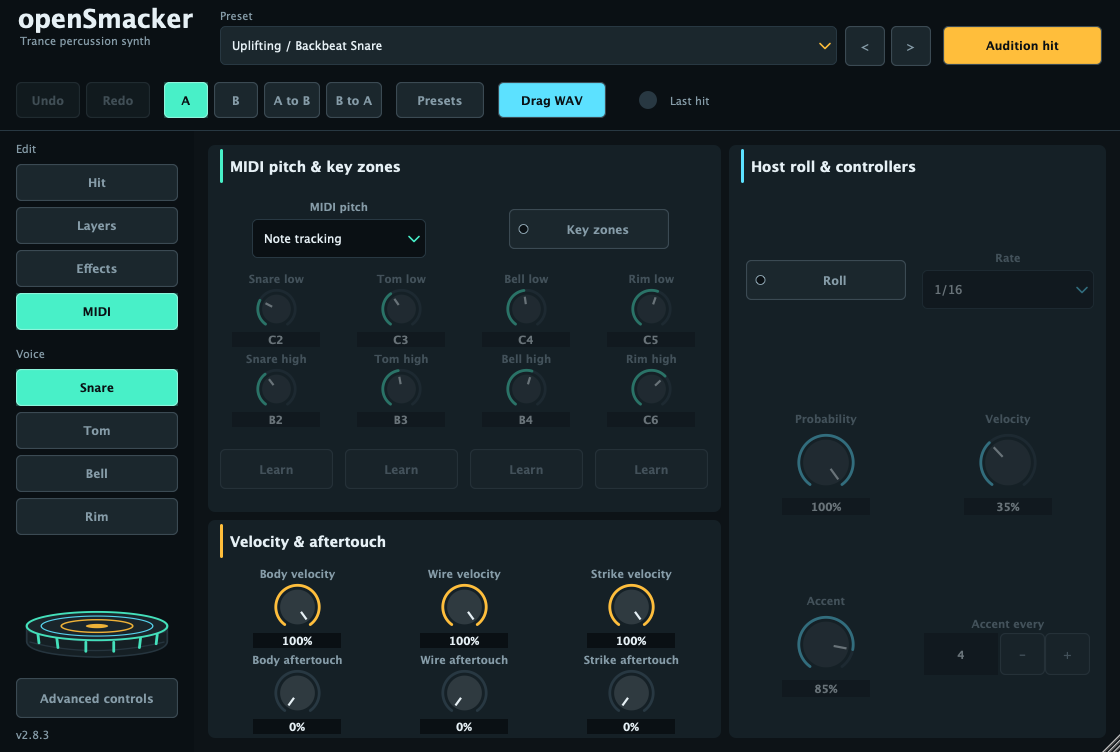 openSmacker
Trance percussion synth
Preset
Uplifting / Backbeat Snare
<
>
Audition hit
Undo
Redo
A
B
A to B
B to A
Presets
Drag WAV
Last hit
Edit
Hit
Layers
Effects
MIDI
Voice
Snare
Tom
Bell
Rim
Advanced controls
v2.8.3
MIDI pitch & key zones
MIDI pitch
Note tracking
Key zones
Snare low
Tom low
Bell low
Rim low
C2
C3
C4
C5
Snare high
Tom high
Bell high
Rim high
B2
B3
B4
C6
Learn
Learn
Learn
Learn
Velocity & aftertouch
Body velocity
Wire velocity
Strike velocity
100%
100%
100%
Body aftertouch
Wire aftertouch
Strike aftertouch
0%
0%
0%
Host roll & controllers
Roll
Rate
1/16
Probability
Velocity
100%
35%
Accent
Accent every
4
-
+
85%